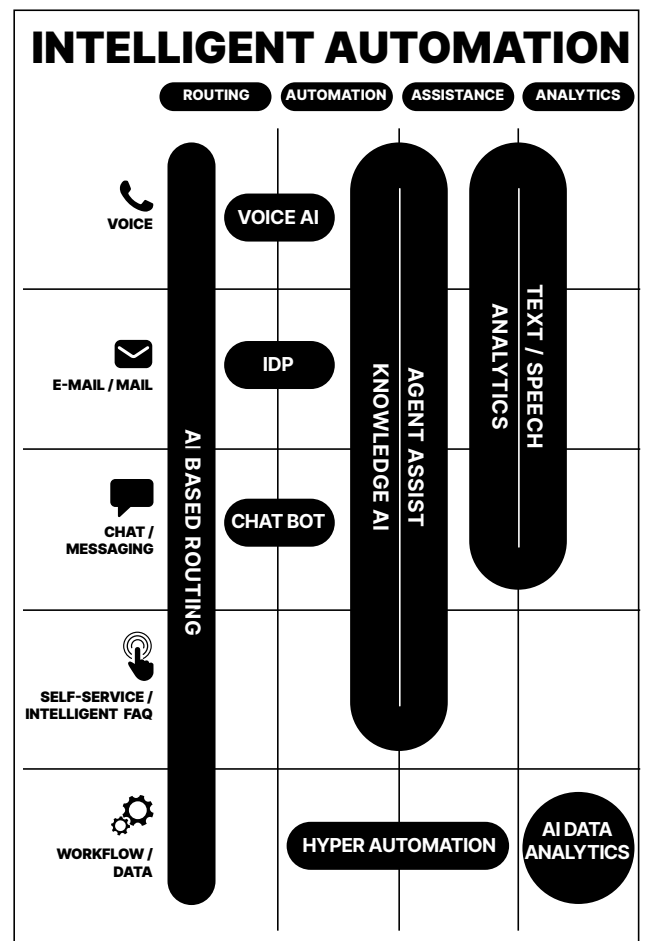 INTELLIGENT AUTOMATION
ROUTING
AUTOMATION
ASSISTANCE
ANALYTICS
VOICE
VOICE AI
E-MAIL / MAIL
IDP
CHAT /
MESSAGING
CHAT BOT
SELF-SERVICE /
INTELLIGENT FAQ
WORKFLOW /
DATA
AI BASED ROUTING
AGENT ASSIST
KNOWLEDGE AI
TEXT / SPEECH
ANALYTICS
HYPER AUTOMATION
AI DATA
ANALYTICS